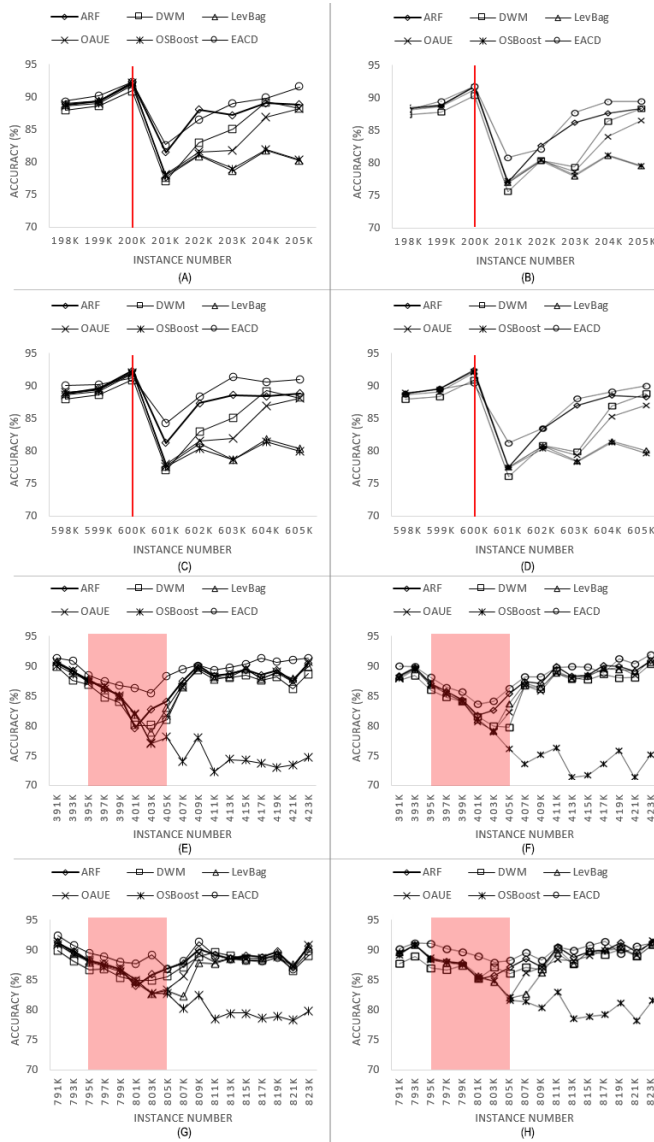 ARF DWM LevBag
OAUE OSBoost EACD
95
90
85
80
75
70
ACCURACY (%)
198K 199K 200K 201K 202K 203K 204K 205K
INSTANCE NUMBER
(A)
ARF DWM LevBag
OAUE OSBoost EACD
95
90
85
80
75
70
ACCURACY (%)
198K 199K 200K 201K 202K 203K 204K 205K
INSTANCE NUMBER
(B)
ARF DWM LevBag
OAUE OSBoost EACD
95
90
85
80
75
70
ACCURACY (%)
598K 599K 600K 601K 602K 603K 604K 605K
INSTANCE NUMBER
(C)
ARF DWM LevBag
OAUE OSBoost EACD
95
90
85
80
75
70
ACCURACY (%)
598K 599K 600K 601K 602K 603K 604K 605K
INSTANCE NUMBER
(D)
ARF DWM LevBag
OAUE OSBoost EACD
95
90
85
80
75
70
ACCURACY (%)
391K 393K 395K 397K 399K 401K 403K 405K 407K 409K 411K 413K 415K 417K 419K 421K 423K
INSTANCE NUMBER
(E)
ARF DWM LevBag
OAUE OSBoost EACD
95
90
85
80
75
70
ACCURACY (%)
391K 393K 395K 397K 399K 401K 403K 405K 407K 409K 411K 413K 415K 417K 419K 421K 423K
INSTANCE NUMBER
(F)
ARF DWM LevBag
OAUE OSBoost EACD
95
90
85
80
75
70
ACCURACY (%)
791K 793K 795K 797K 799K 801K 803K 805K 807K 809K 811K 813K 815K 817K 819K 821K 823K
INSTANCE NUMBER
(G)
ARF DWM LevBag
OAUE OSBoost EACD
95
90
85
80
75
70
ACCURACY (%)
791K 793K 795K 797K 799K 801K 803K 805K 807K 809K 811K 813K 815K 817K 819K 821K 823K
INSTANCE NUMBER
(H)